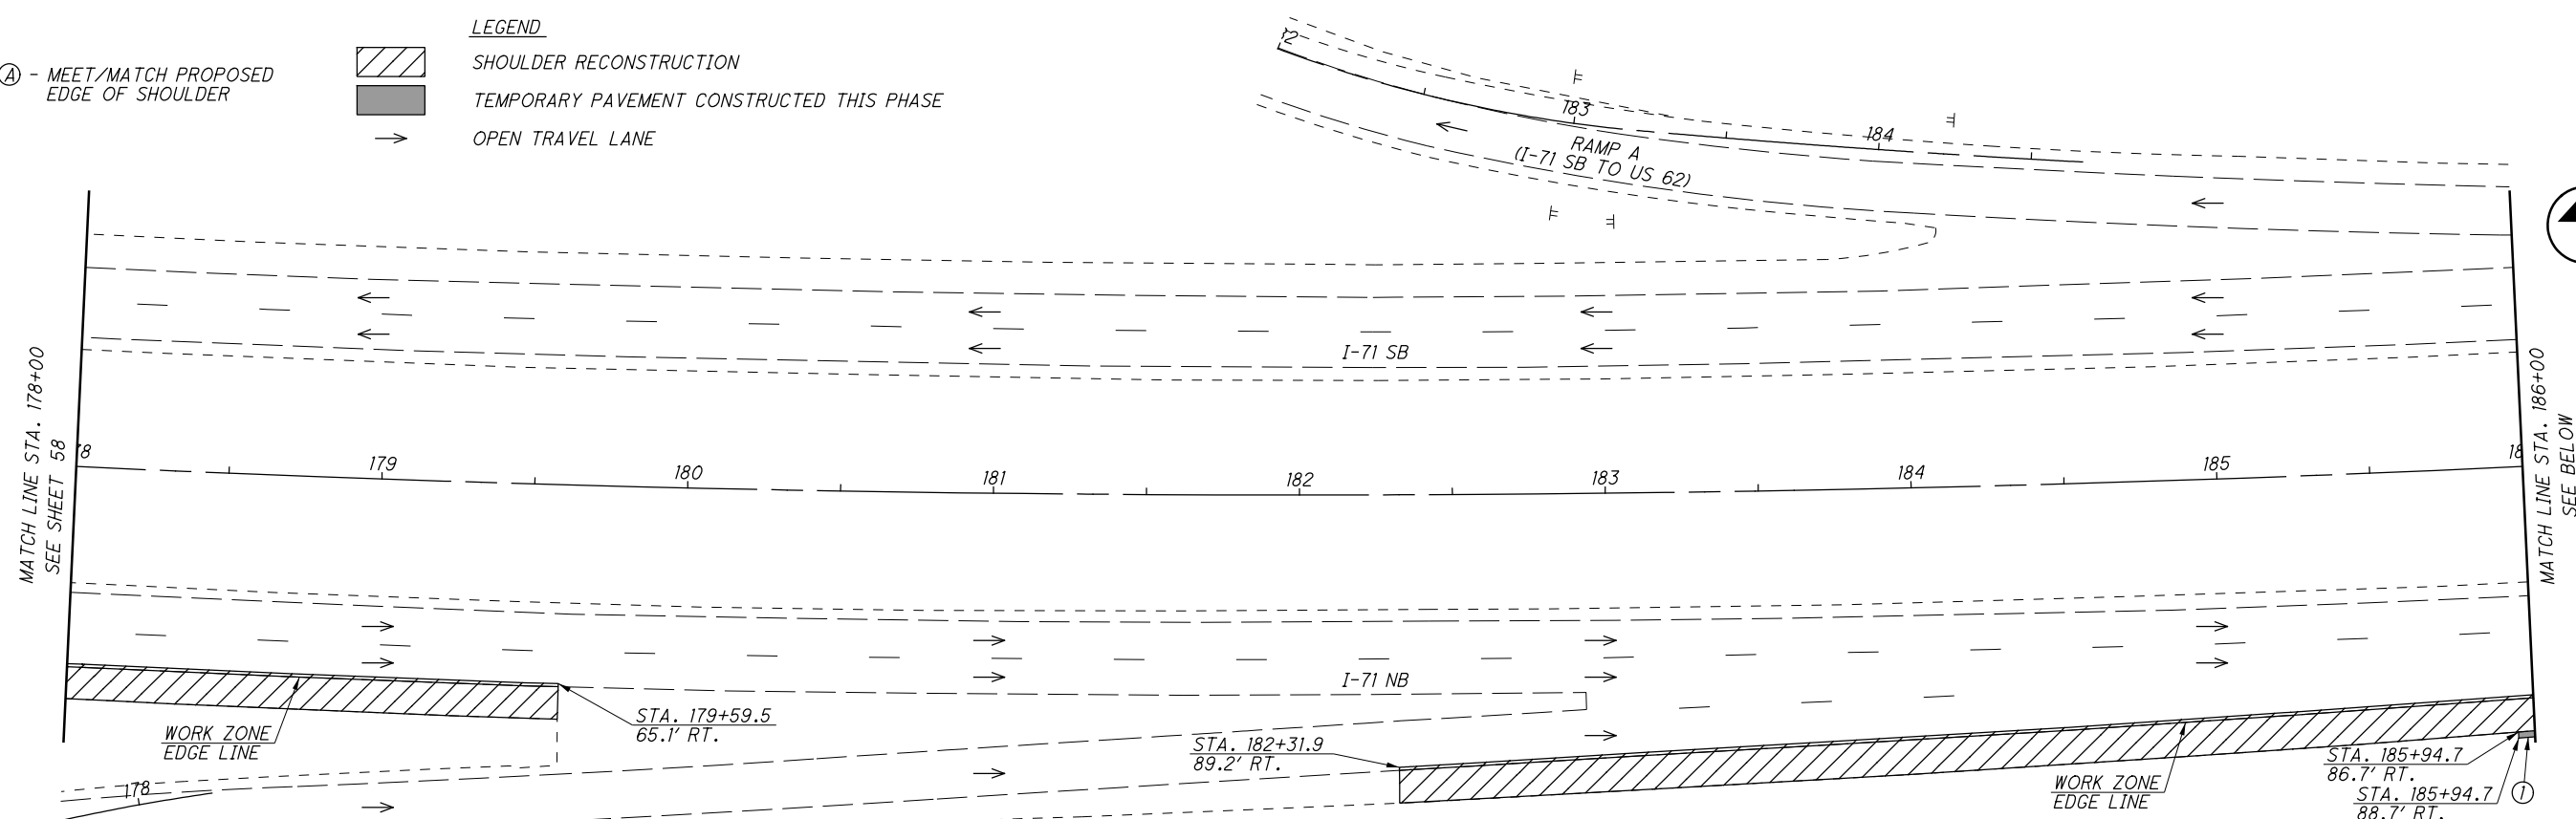 LEGEND
Ⓐ - MEET/MATCH PROPOSED
EDGE OF SHOULDER
SHOULDER RECONSTRUCTION
TEMPORARY PAVEMENT CONSTRUCTED THIS PHASE
OPEN TRAVEL LANE
183
184
RAMP A
(I-71 SB TO US 62)
I-71 SB
MATCH LINE STA. 178+00
SEE SHEET 58
179
180
181
182
183
184
185
MATCH LINE STA. 186+00
SEE BELOW
I-71 NB
WORK ZONE
EDGE LINE
STA. 179+59.5
65.1' RT.
STA. 182+31.9
89.2' RT.
WORK ZONE
EDGE LINE
STA. 185+94.7
86.7' RT.
STA. 185+94.7
88.7' RT.
①
178